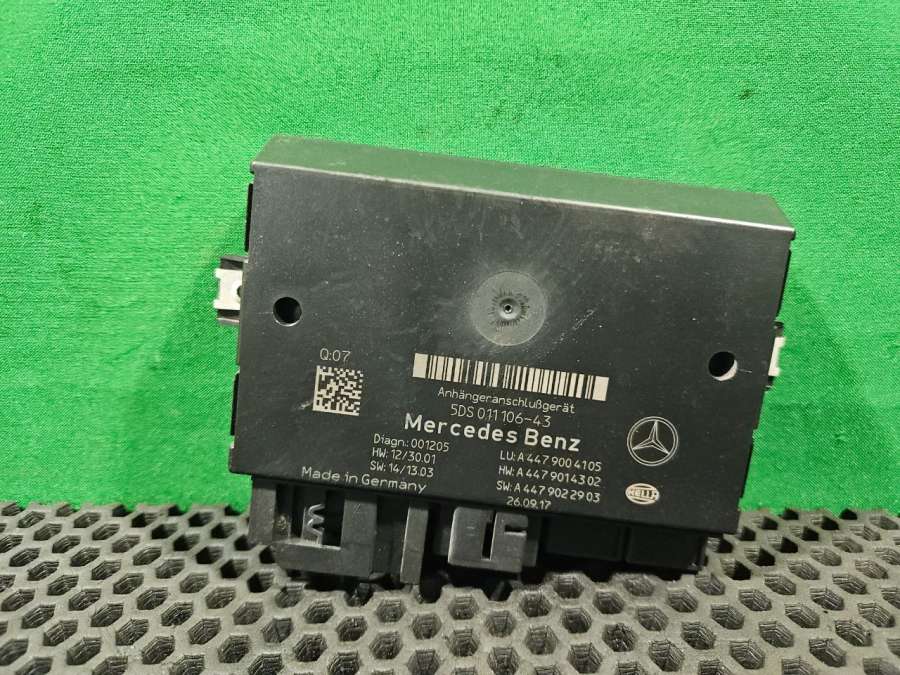 Q:07
Anhängeranschlußgerät
5DS 011 106-43
Mercedes Benz
Diagn.: 001205
HW: 12/30.01
SW: 14/13.03
Made in Germany
LU: A 447 900 41 05
HW: A 447 901 43 02
SW: A 447 902 29 03
26.09.17
HELLA